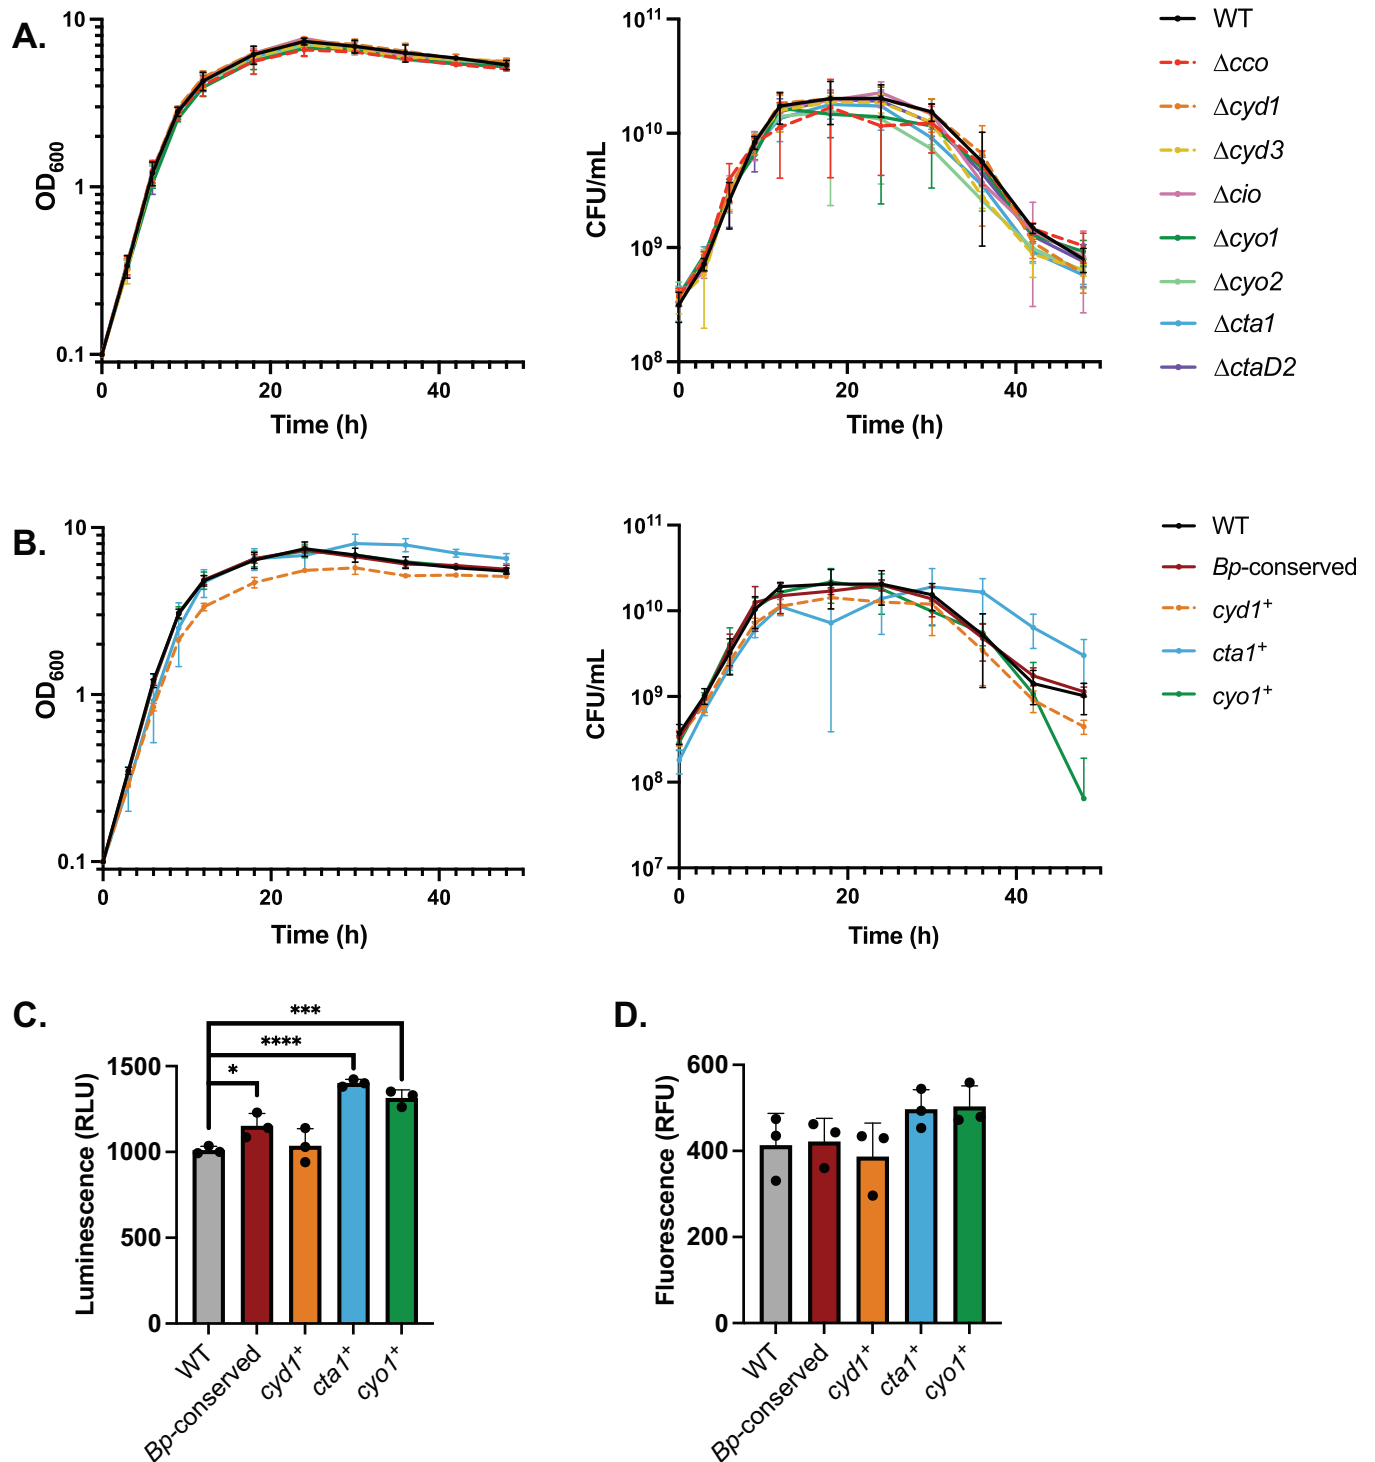 A.
10
1
0.1
OD600
0
20
40
Time (h)
10^11
10^10
10^9
10^8
CFU/mL
0
20
40
Time (h)
WT
Δcco
Δcyd1
Δcyd3
Δcio
Δcyo1
Δcyo2
Δcta1
ΔctaD2
B.
10
1
0.1
OD600
0
20
40
Time (h)
10^11
10^10
10^9
10^8
10^7
CFU/mL
0
20
40
Time (h)
WT
Bp-conserved
cyd1+
cta1+
cyo1+
C.
***
****
*
1500
1000
500
0
Luminescence (RLU)
WT
Bp-conserved
cyd1+
cta1+
cyo1+
D.
600
400
200
0
Fluorescence (RFU)
WT
Bp-conserved
cyd1+
cta1+
cyo1+